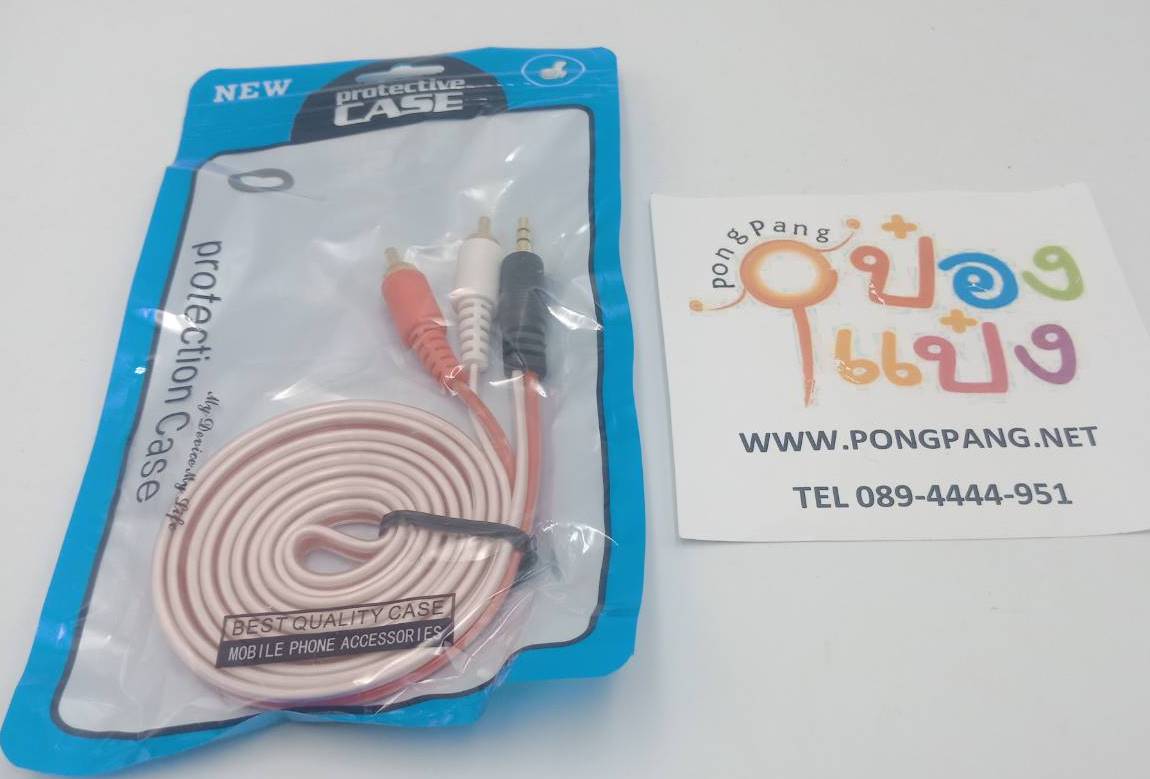 NEW
protective
CASE
protection Case
My Device.My Life
BEST QUALITY CASE
MOBILE PHONE ACCESSORIES
PongPang
ป๋อง
แป๋ง
WWW.PONGPANG.NET
TEL 089-4444-951